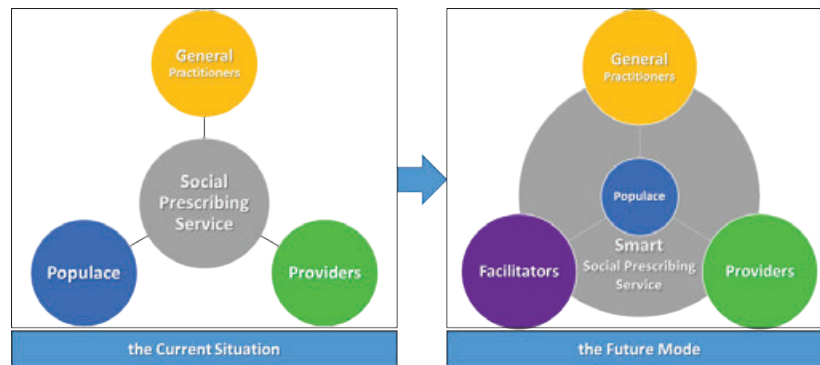 General
Practitioners
Social
Prescribing
Service
Populace
Providers
the Current Situation
General
Practitioners
Populace
Facilitators
Smart
Social Prescribing
Service
Providers
the Future Mode